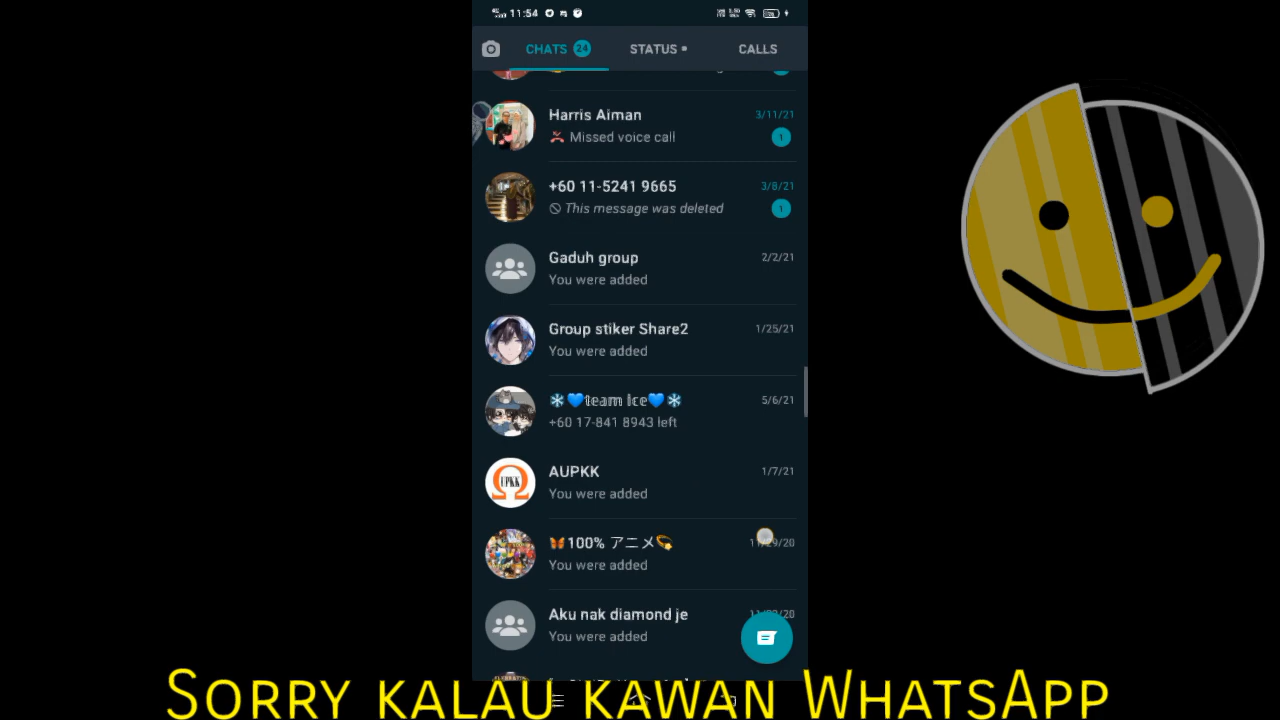 11:54
CHATS 24
STATUS
CALLS
Harris Aiman
3/11/21
Missed voice call
1
+60 11-5241 9665
3/8/21
This message was deleted
1
Gaduh group
2/2/21
You were added
Group stiker Share2
1/25/21
You were added
❄️💙𝕥𝕖𝕒𝕞 𝕚𝕔𝕖💙❄️
5/6/21
+60 17-841 8943 left
AUPKK
1/7/21
UPKK
You were added
🦋100% アニメ💫
You were added
Aku nak diamond je
You were added
SORRY KALAU KAWAN WHATSAPP